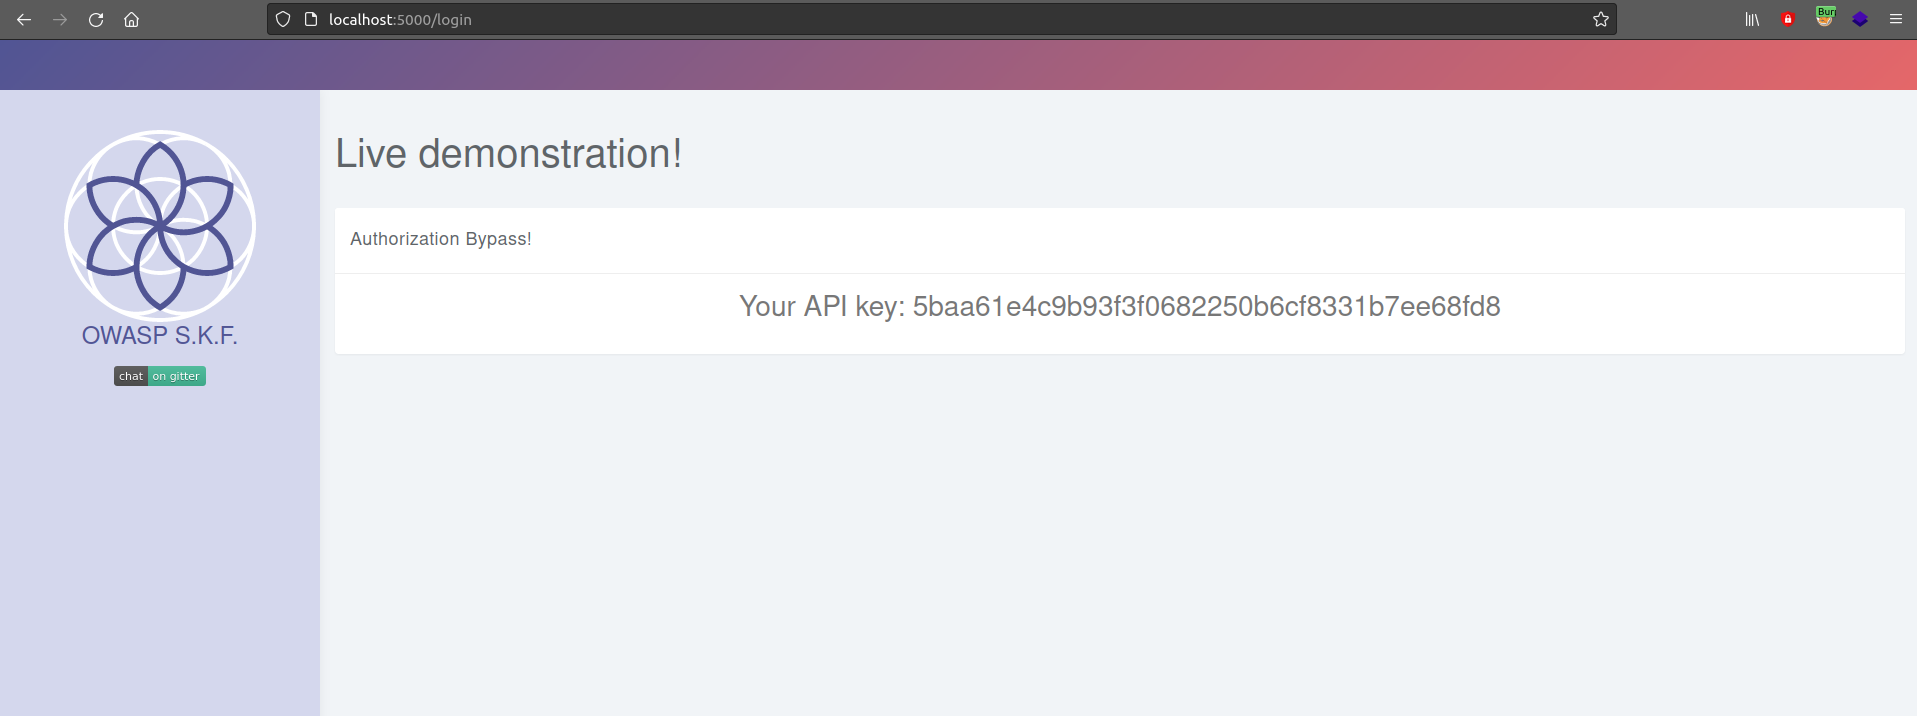 localhost:5000/login
Bur
Live demonstration!
Authorization Bypass!
Your API key: 5baa61e4c9b93f3f0682250b6cf8331b7ee68fd8
OWASP S.K.F.
chat on gitter